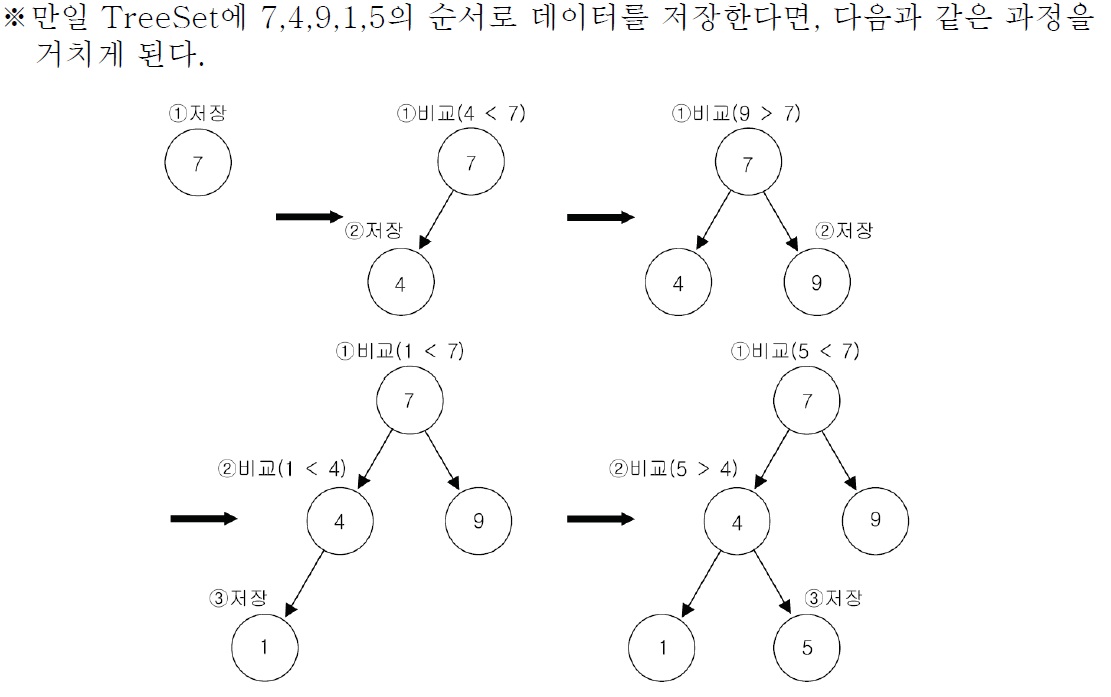 ※만일 TreeSet에 7,4,9,1,5의 순서로 데이터를 저장한다면, 다음과 같은 과정을
거치게 된다.
①저장
7
①비교(4 < 7)
7
②저장
4
①비교(9 > 7)
7
②저장
4
9
①비교(1 < 7)
7
②비교(1 < 4)
4
9
③저장
1
①비교(5 < 7)
7
②비교(5 > 4)
4
9
③저장
1
5